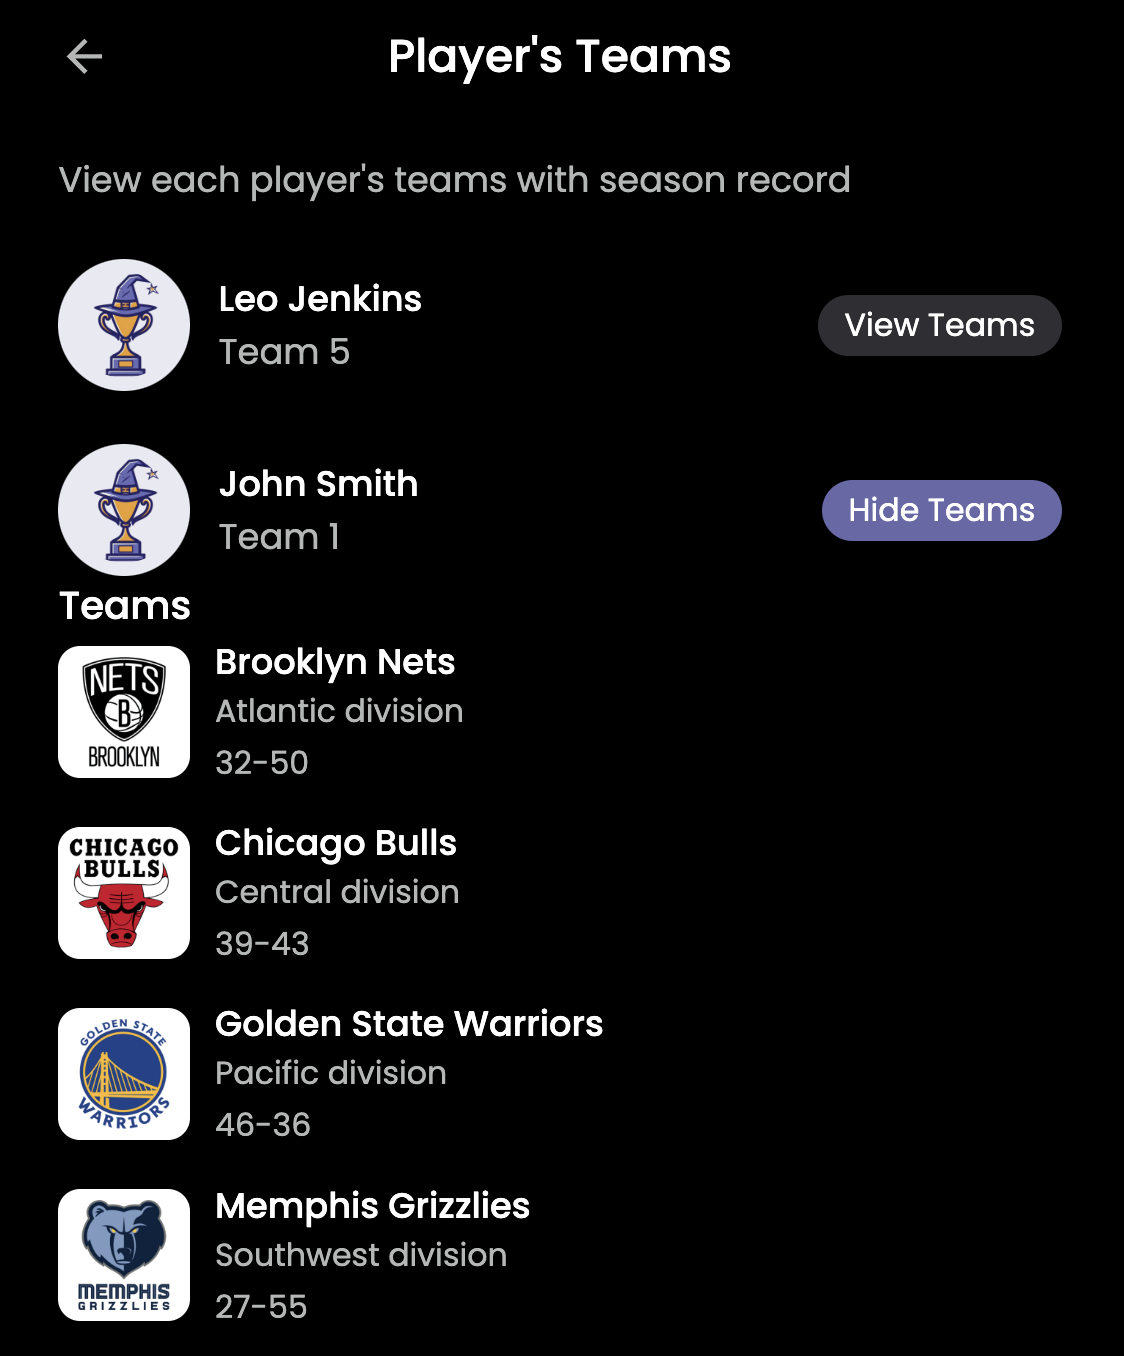 Player's Teams
View each player's teams with season record
Leo Jenkins
Team 5
View Teams
John Smith
Team 1
Hide Teams
Teams
NETS
B
BROOKLYN
Brooklyn Nets
Atlantic division
32-50
CHICAGO
BULLS
Chicago Bulls
Central division
39-43
GOLDEN STATE
WARRIORS
Golden State Warriors
Pacific division
46-36
MEMPHIS
GRIZZLIES
Memphis Grizzlies
Southwest division
27-55